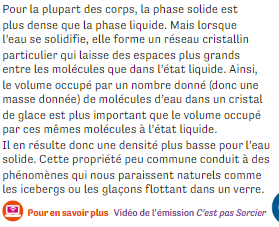 Pour la plupart des corps, la phase solide est
plus dense que la phase liquide. Mais lorsque
l'eau se solidifie, elle forme un réseau cristallin
particulier qui laisse des espaces plus grands
entre les molécules que dans l'état liquide. Ainsi,
le volume occupé par un nombre donné (donc une
masse donnée) de molécules d'eau dans un cristal
de glace est plus important que le volume occupé
par ces mêmes molécules à l'état liquide.
Il en résulte donc une densité plus basse pour l'eau
solide. Cette propriété peu commune conduit à des
phénomènes qui nous paraissent naturels comme
les icebergs ou les glaçons flottant dans un verre.
Pour en savoir plus Vidéo de l'émission C'est pas Sorcier